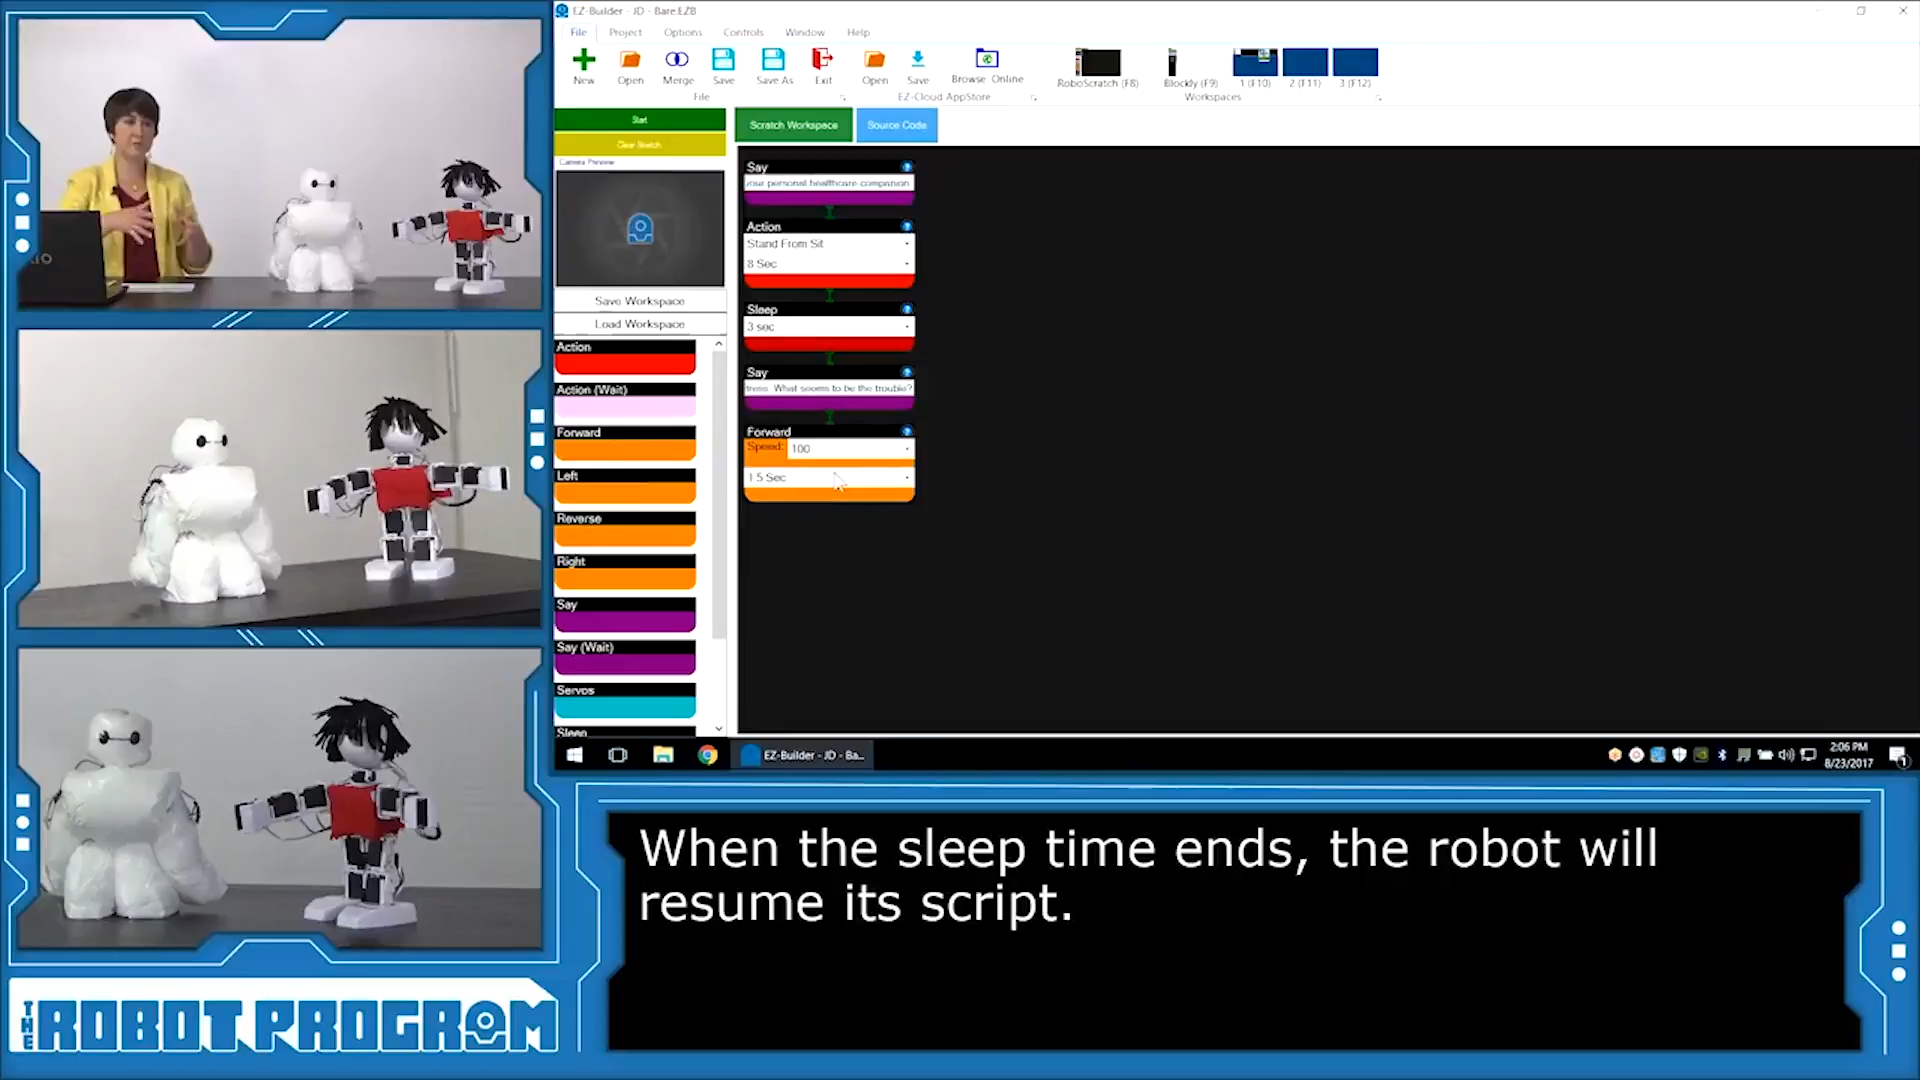 EZ-Builder - JD - Bare.EZB
File Project Options Controls Window Help
New Open Merge Save Save As Exit Open Save Browse Online
RoboScratch (F8) Blockly (F9) 1 (F10) 2 (F11) 3 (F12)
File EZ-Cloud AppStore Workspaces
Start
Clear Sketch
Camera Preview
Save Workspace
Load Workspace
Action
Action (Wait)
Forward
Left
Reverse
Right
Say
Say (Wait)
Servos
Sleep
Scratch Workspace Source Code
Say
your personal healthcare companion
Action
Stand From Sit
8 Sec
Sleep
3 sec
Say
What seems to be the trouble?
Forward
Speed: 100
1.5 Sec
EZ-Builder - JD - Ba...
2:06 PM
8/23/2017
1
When the sleep time ends, the robot will
resume its script.
THE ROBOT PROGRAM